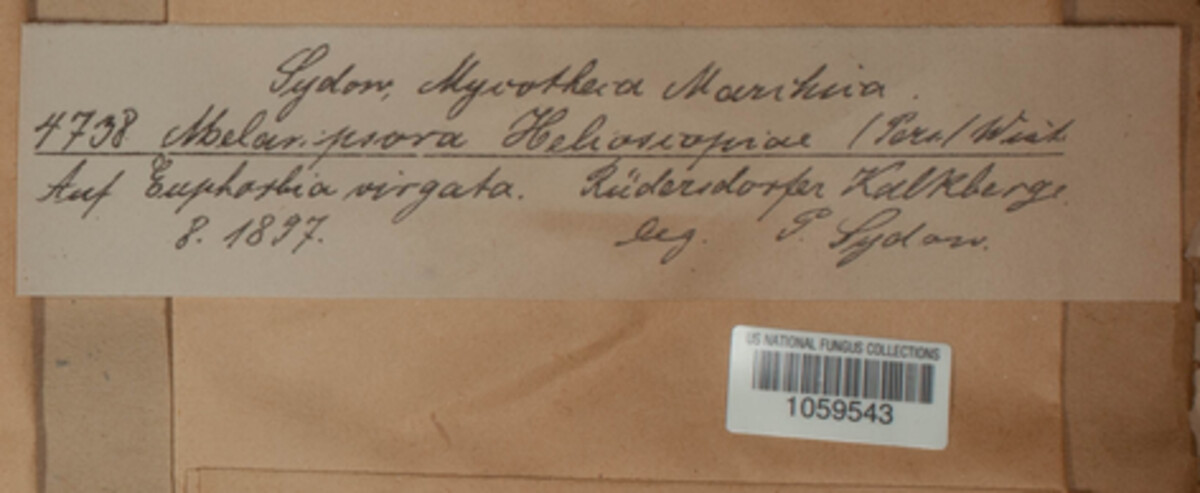 Sydow, Mycotheca Marchica.
4738 Melampsora Helioscopiae (Pers.) Wint
Auf Euphorbia virgata. Rüdersdorfer Kalkberge.
8. 1897. leg. P. Sydow.
US NATIONAL FUNGUS COLLECTIONS
1059543